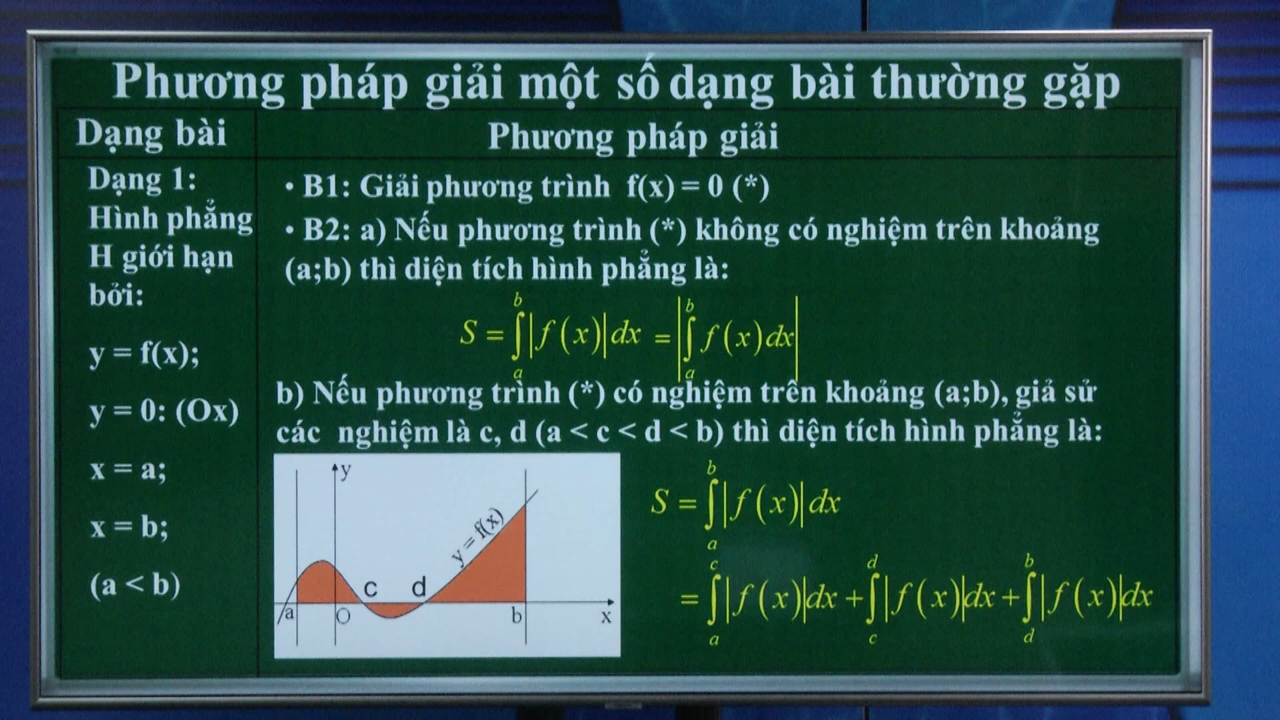 Phương pháp giải một số dạng bài thường gặp
Dạng bài
Phương pháp giải
Dạng 1:
Hình phẳng
H giới hạn
bởi:
y = f(x);
y = 0: (Ox)
x = a;
x = b;
(a < b)
• B1: Giải phương trình f(x) = 0 (*)
• B2: a) Nếu phương trình (*) không có nghiệm trên khoảng
(a;b) thì diện tích hình phẳng là:
S = ∫_a^b |f(x)| dx = |∫_a^b f(x) dx|
b) Nếu phương trình (*) có nghiệm trên khoảng (a;b), giả sử
các nghiệm là c, d (a < c < d < b) thì diện tích hình phẳng là:
y
y = f(x)
c d
a O b x
S = ∫_a^b |f(x)| dx
= ∫_a^c |f(x)| dx + ∫_c^d |f(x)| dx + ∫_d^b |f(x)| dx